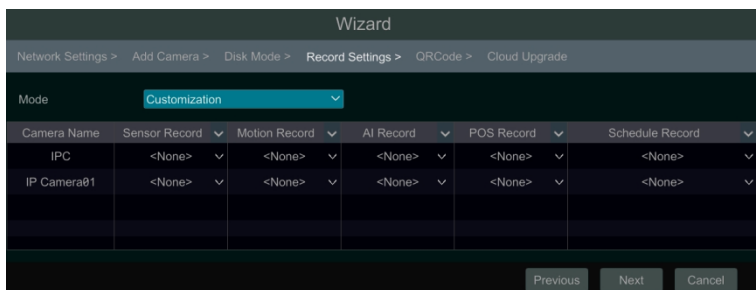 Wizard
Network Settings > Add Camera > Disk Mode > Record Settings > QRCode > Cloud Upgrade
Mode Customization
Camera Name Sensor Record Motion Record AI Record POS Record Schedule Record
IPC <None> <None> <None> <None> <None>
IP Camera01 <None> <None> <None> <None> <None>
Previous Next Cancel